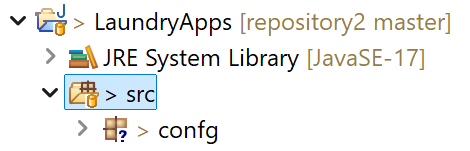 > LaundryApps [repository2 master]
JRE System Library [JavaSE-17]
> src
> confg